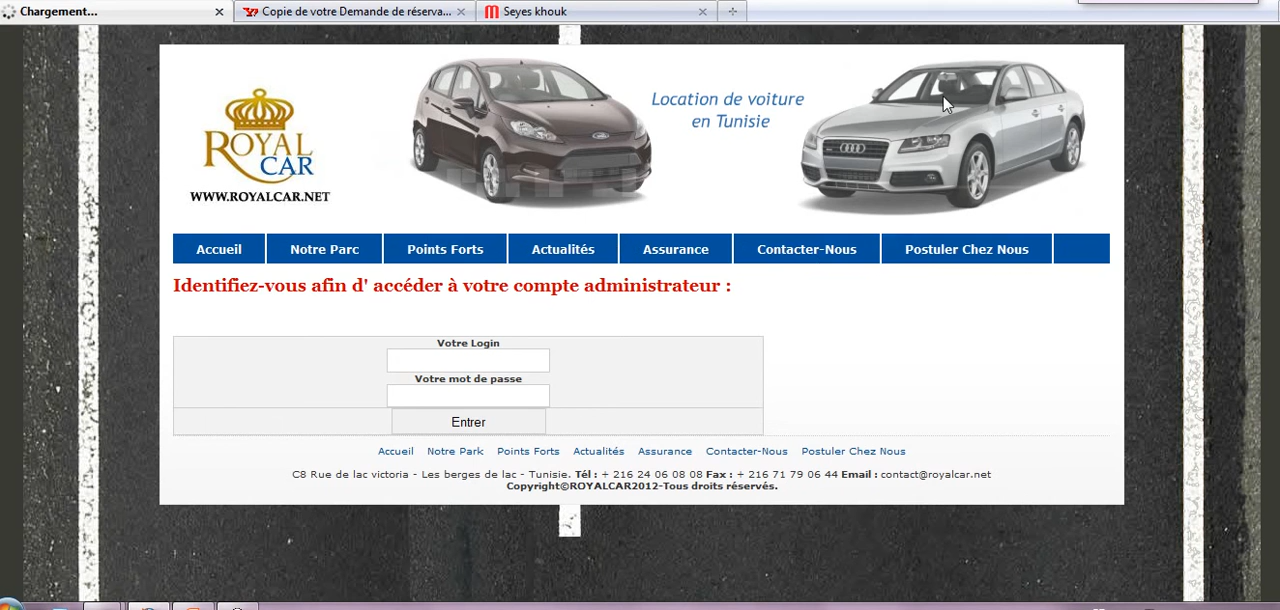 Chargement...
Copie de votre Demande de réserva...
Seyes khouk
ROYAL
CAR
WWW.ROYALCAR.NET
Location de voiture
en Tunisie
Accueil
Notre Parc
Points Forts
Actualités
Assurance
Contacter-Nous
Postuler Chez Nous
Identifiez-vous afin d' accéder à votre compte administrateur :
Votre Login
Votre mot de passe
Entrer
Accueil Notre Park Points Forts Actualités Assurance Contacter-Nous Postuler Chez Nous
C8 Rue de lac victoria - Les berges de lac - Tunisie. Tél : + 216 24 06 08 08 Fax : + 216 71 79 06 44 Email : contact@royalcar.net
Copyright©ROYALCAR2012-Tous droits réservés.